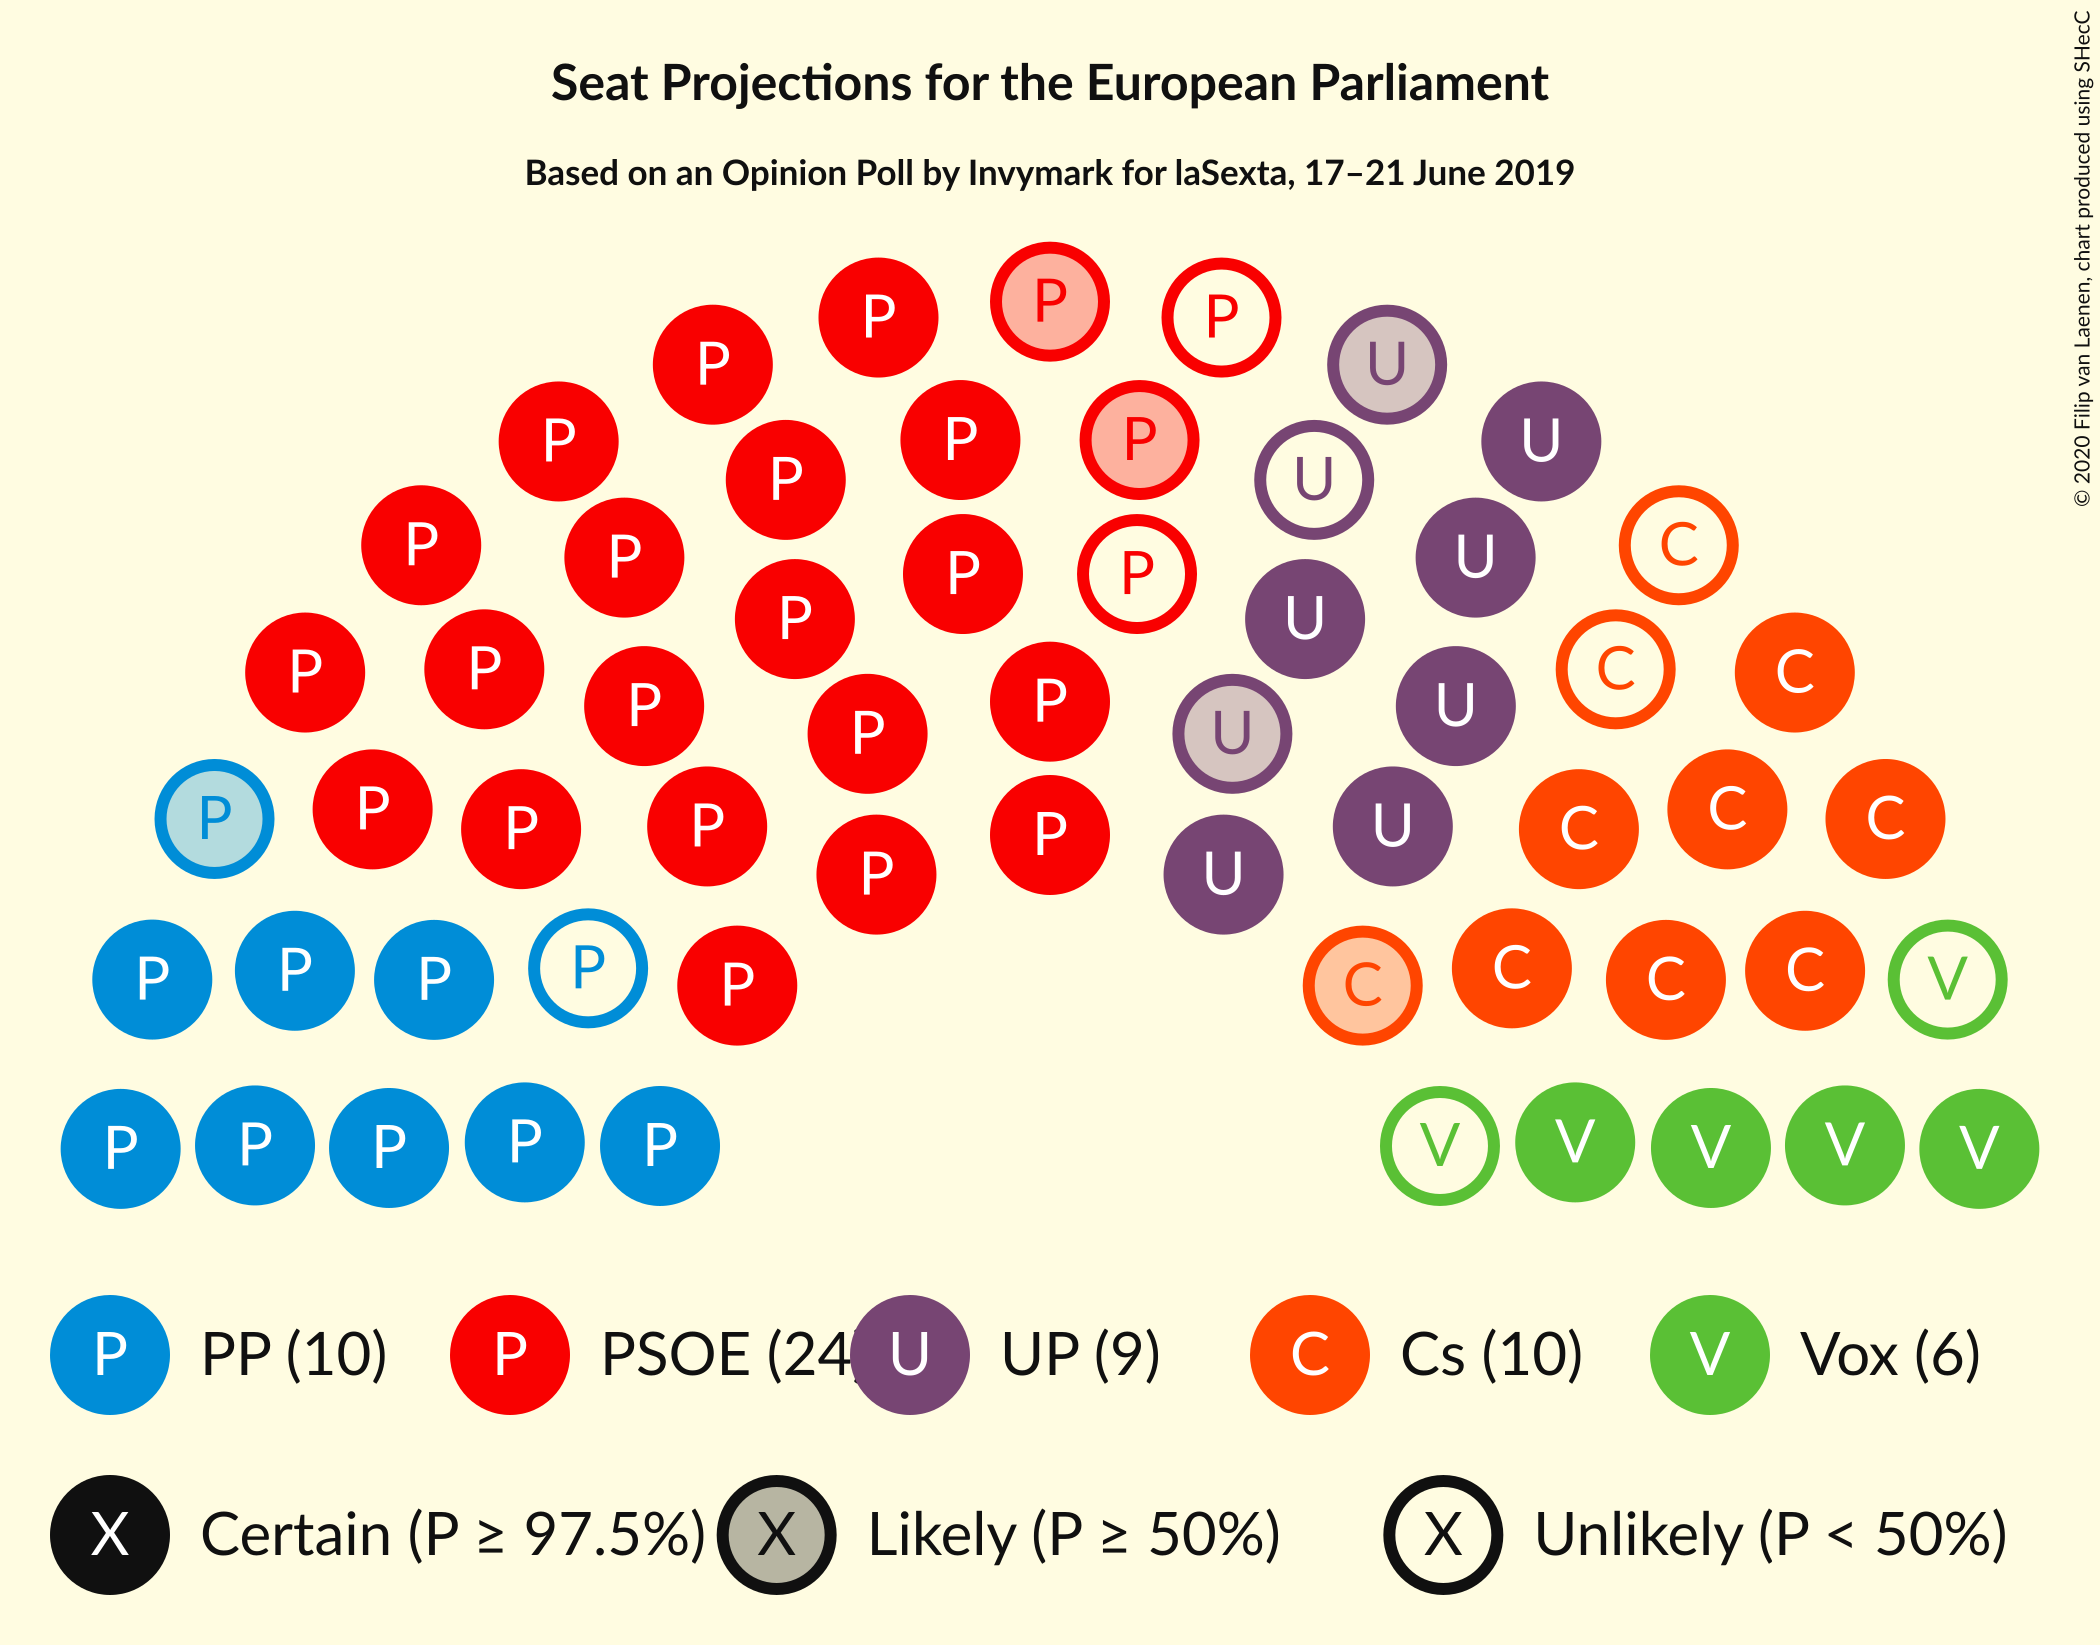 Seat Projections for the European Parliament
Based on an Opinion Poll by Invymark for laSexta, 17–21 June 2019
© 2020 Filip van Laenen, chart produced using SHecC
P P P U
P P U
P P P U
P P U C
P P P U
P P U C
P P P U C
P P U
P P P U C C C
P P U
P P P P P C C C C V
P P P P P V V V V V
P PP (10) P PSOE (24) U UP (9) C Cs (10) V Vox (6)
X Certain (P ≥ 97.5%) X Likely (P ≥ 50%) X Unlikely (P < 50%)